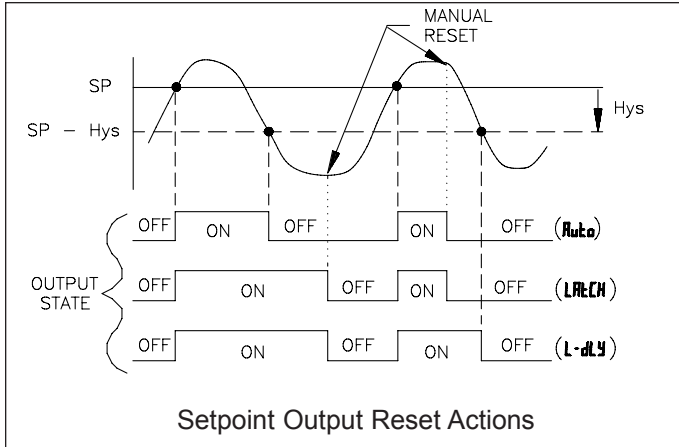 MANUAL
RESET
SP
Hys
SP - Hys
OFF ON OFF ON OFF (Auto)
OUTPUT
STATE
OFF ON OFF ON OFF (LAtCH)
OFF ON OFF ON OFF (L-dLY)
Setpoint Output Reset Actions